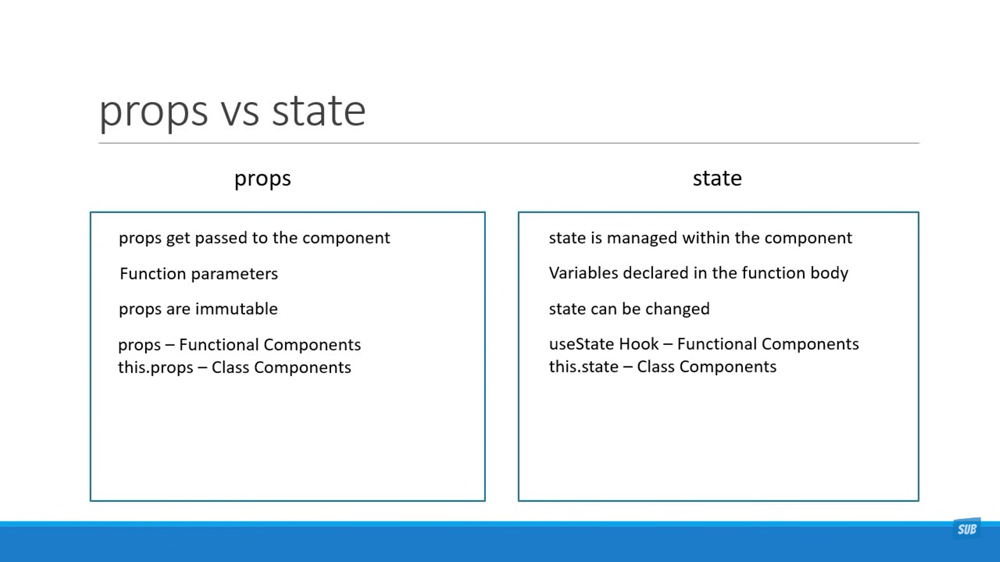 props vs state
props
props get passed to the component
Function parameters
props are immutable
props – Functional Components
this.props – Class Components
state
state is managed within the component
Variables declared in the function body
state can be changed
useState Hook – Functional Components
this.state – Class Components
SUB